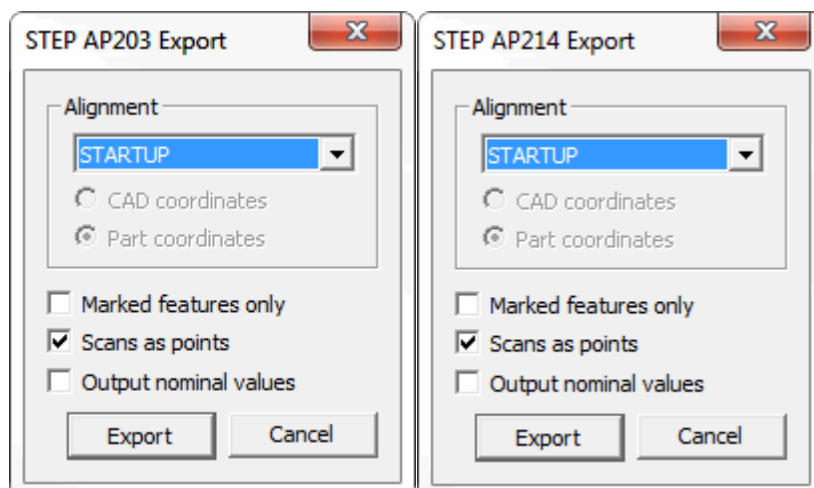 STEP AP203 Export
Alignment
STARTUP
CAD coordinates
Part coordinates
Marked features only
Scans as points
Output nominal values
Export Cancel
STEP AP214 Export
Alignment
STARTUP
CAD coordinates
Part coordinates
Marked features only
Scans as points
Output nominal values
Export Cancel